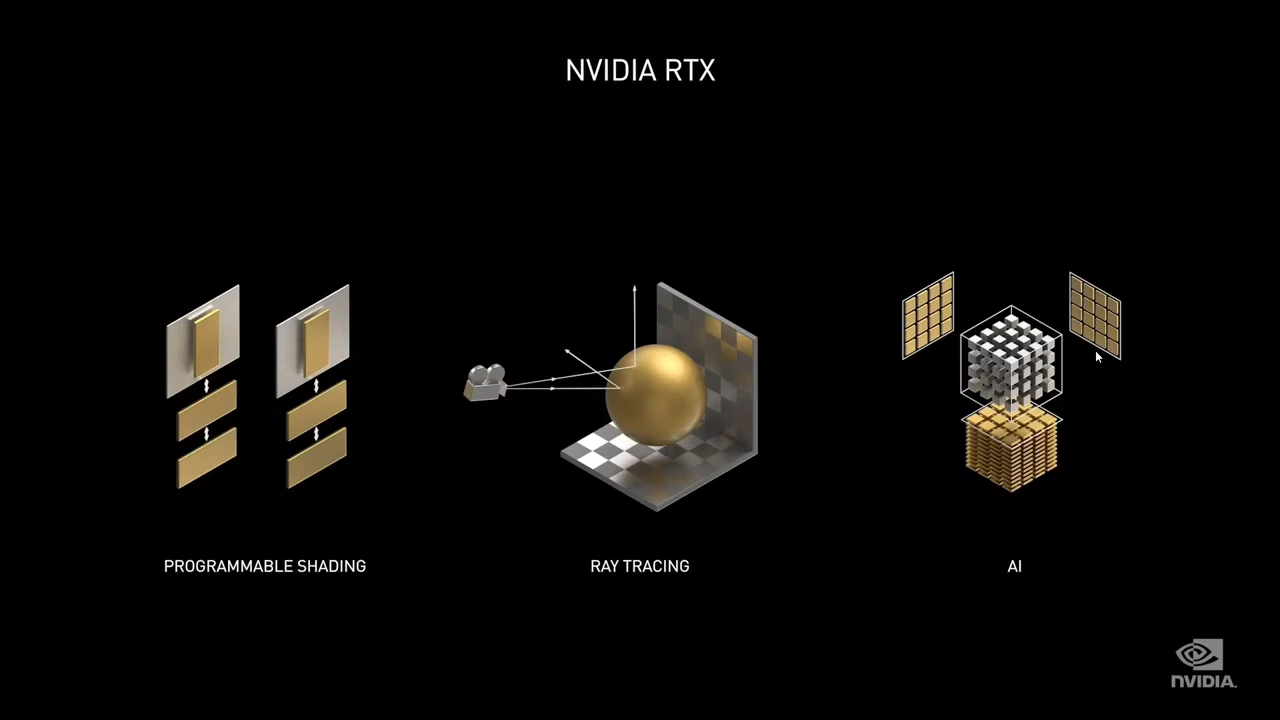 NVIDIA RTX
PROGRAMMABLE SHADING
RAY TRACING
AI
NVIDIA.